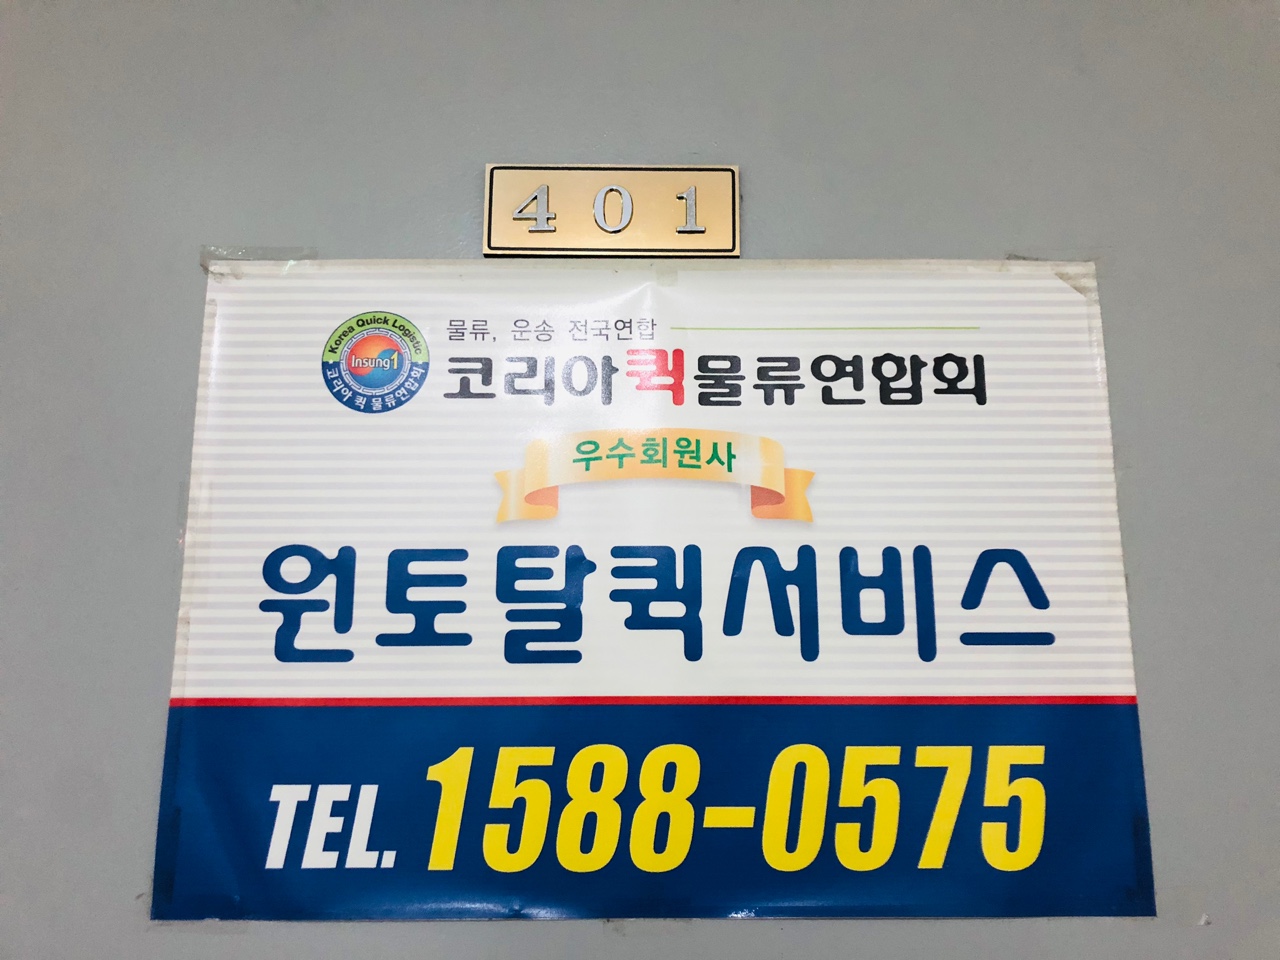 401
Korea Quick Logistic
Insung1
코리아 퀵 물류연합회
물류, 운송 전국연합
코리아퀵물류연합회
우수회원사
원토탈퀵서비스
TEL. 1588-0575